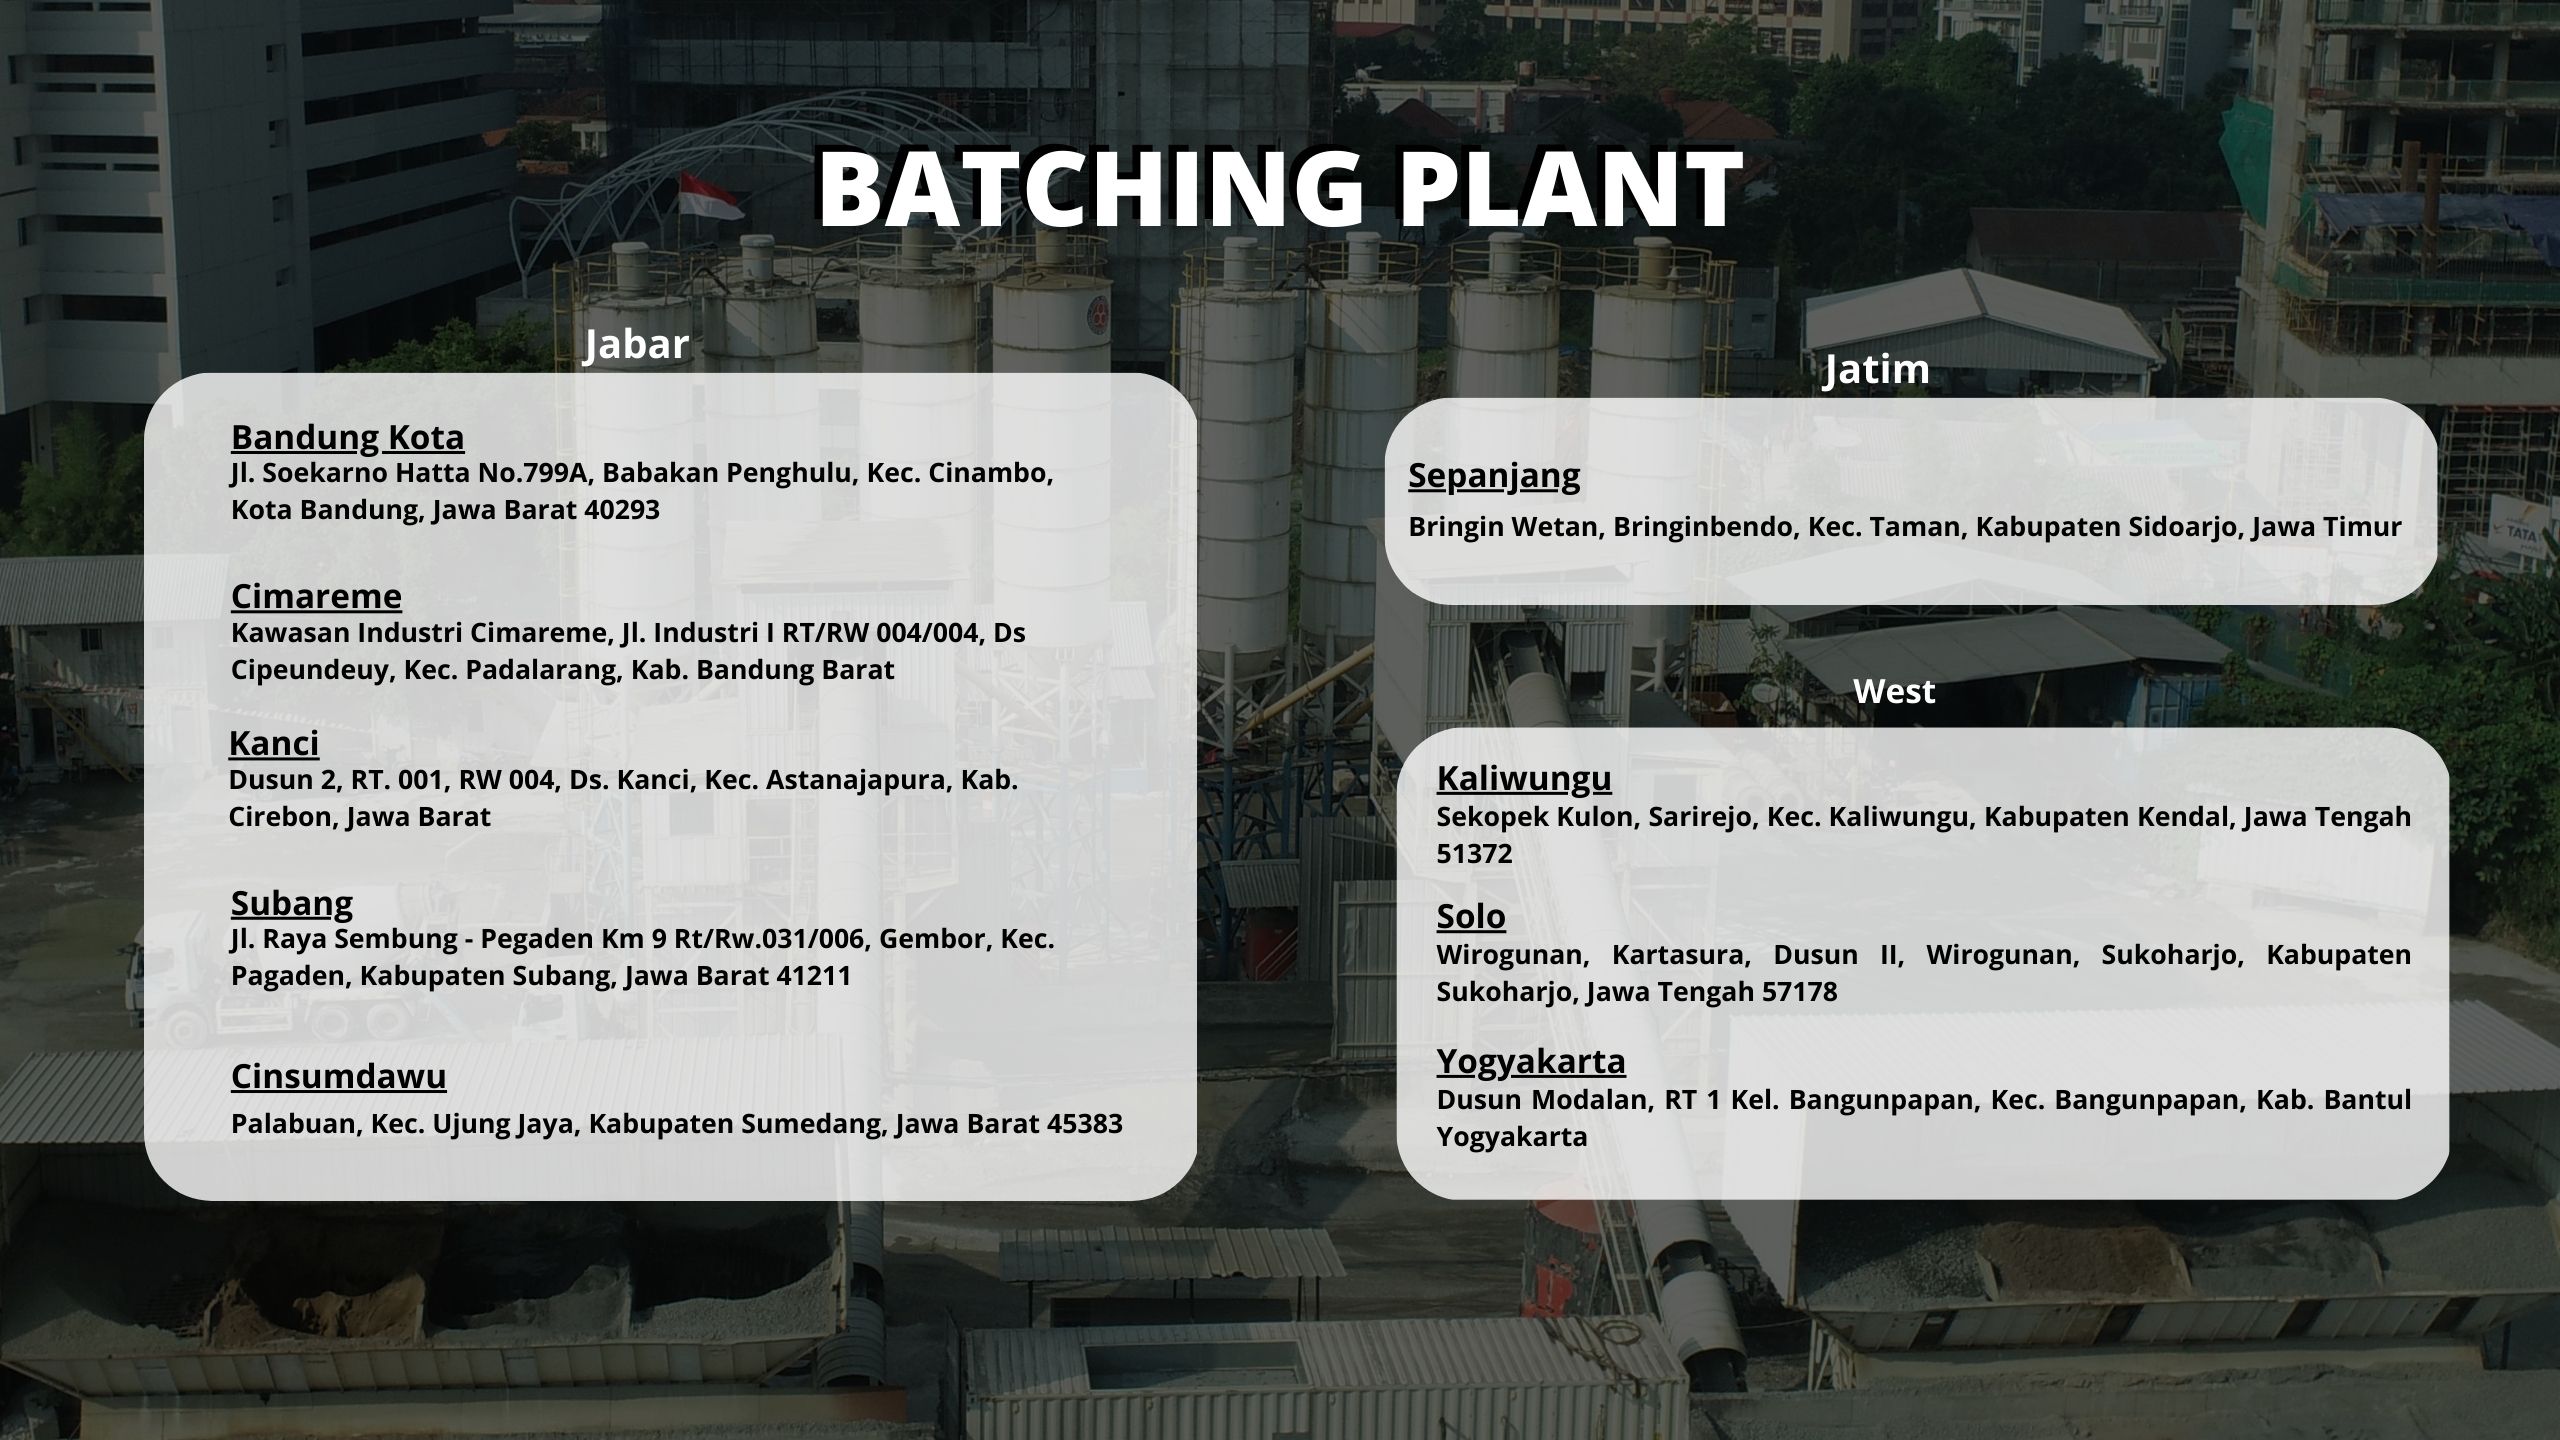 BATCHING PLANT
Jabar
Bandung Kota
Jl. Soekarno Hatta No.799A, Babakan Penghulu, Kec. Cinambo,
Kota Bandung, Jawa Barat 40293
Cimareme
Kawasan Industri Cimareme, Jl. Industri I RT/RW 004/004, Ds
Cipeundeuy, Kec. Padalarang, Kab. Bandung Barat
Kanci
Dusun 2, RT. 001, RW 004, Ds. Kanci, Kec. Astanajapura, Kab.
Cirebon, Jawa Barat
Subang
Jl. Raya Sembung - Pegaden Km 9 Rt/Rw.031/006, Gembor, Kec.
Pagaden, Kabupaten Subang, Jawa Barat 41211
Cinsumdawu
Palabuan, Kec. Ujung Jaya, Kabupaten Sumedang, Jawa Barat 45383
Jatim
Sepanjang
Bringin Wetan, Bringinbendo, Kec. Taman, Kabupaten Sidoarjo, Jawa Timur
West
Kaliwungu
Sekopek Kulon, Sarirejo, Kec. Kaliwungu, Kabupaten Kendal, Jawa Tengah
51372
Solo
Wirogunan, Kartasura, Dusun II, Wirogunan, Sukoharjo, Kabupaten
Sukoharjo, Jawa Tengah 57178
Yogyakarta
Dusun Modalan, RT 1 Kel. Bangunpapan, Kec. Bangunpapan, Kab. Bantul
Yogyakarta
TATA